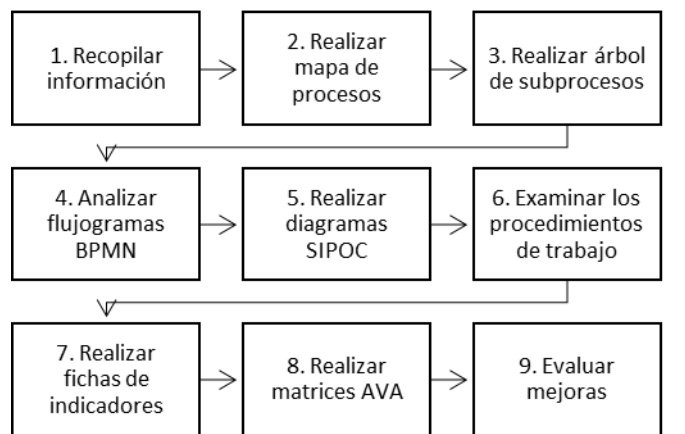 1. Recopilar
información
2. Realizar
mapa de
procesos
3. Realizar árbol
de subprocesos
4. Analizar
flujogramas
BPMN
5. Realizar
diagramas
SIPOC
6. Examinar los
procedimientos
de trabajo
7. Realizar
fichas de
indicadores
8. Realizar
matrices AVA
9. Evaluar
mejoras